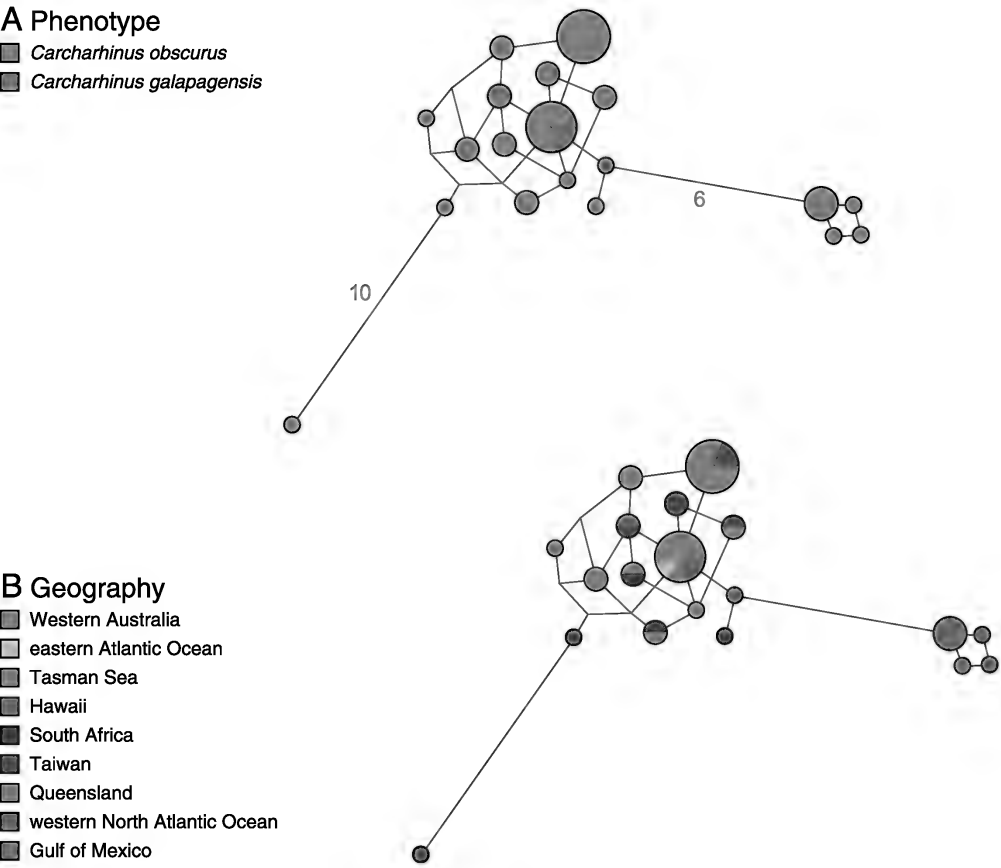 A Phenotype
Carcharhinus obscurus
Carcharhinus galapagensis
6
10
B Geography
Western Australia
eastern Atlantic Ocean
Tasman Sea
Hawaii
South Africa
Taiwan
Queensland
western North Atlantic Ocean
Gulf of Mexico